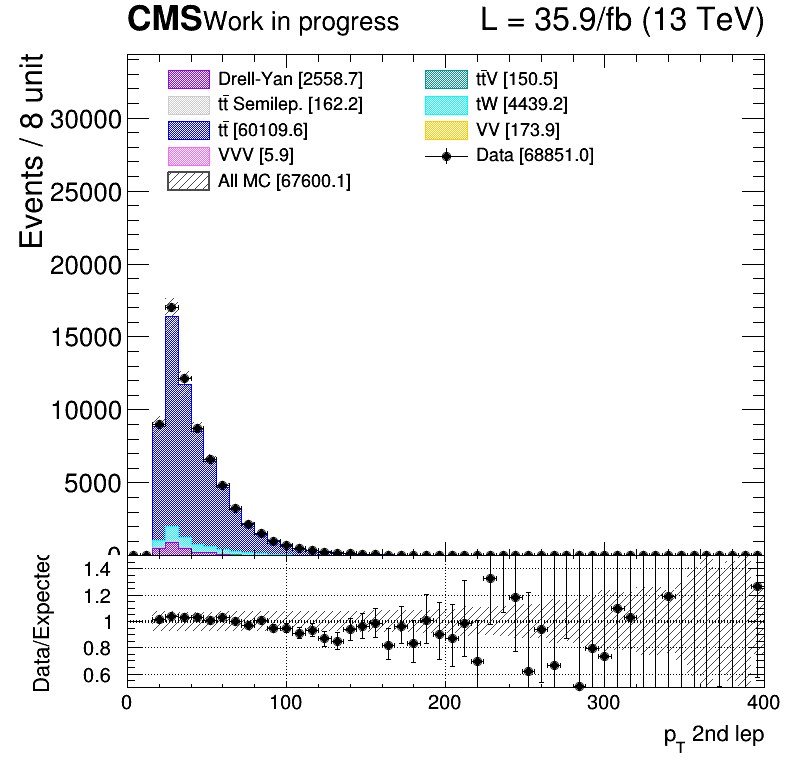 CMS Work in progress L = 35.9/fb (13 TeV)
Events / 8 unit
Drell-Yan [2558.7]
tt̄ Semilep. [162.2]
tt̄ [60109.6]
VVV [5.9]
All MC [67600.1]
tt̄V [150.5]
tW [4439.2]
VV [173.9]
Data [68851.0]
30000
25000
20000
15000
10000
5000
0
Data/Expected
1.4
1.2
1
0.8
0.6
0 100 200 300 400
p_T 2nd lep